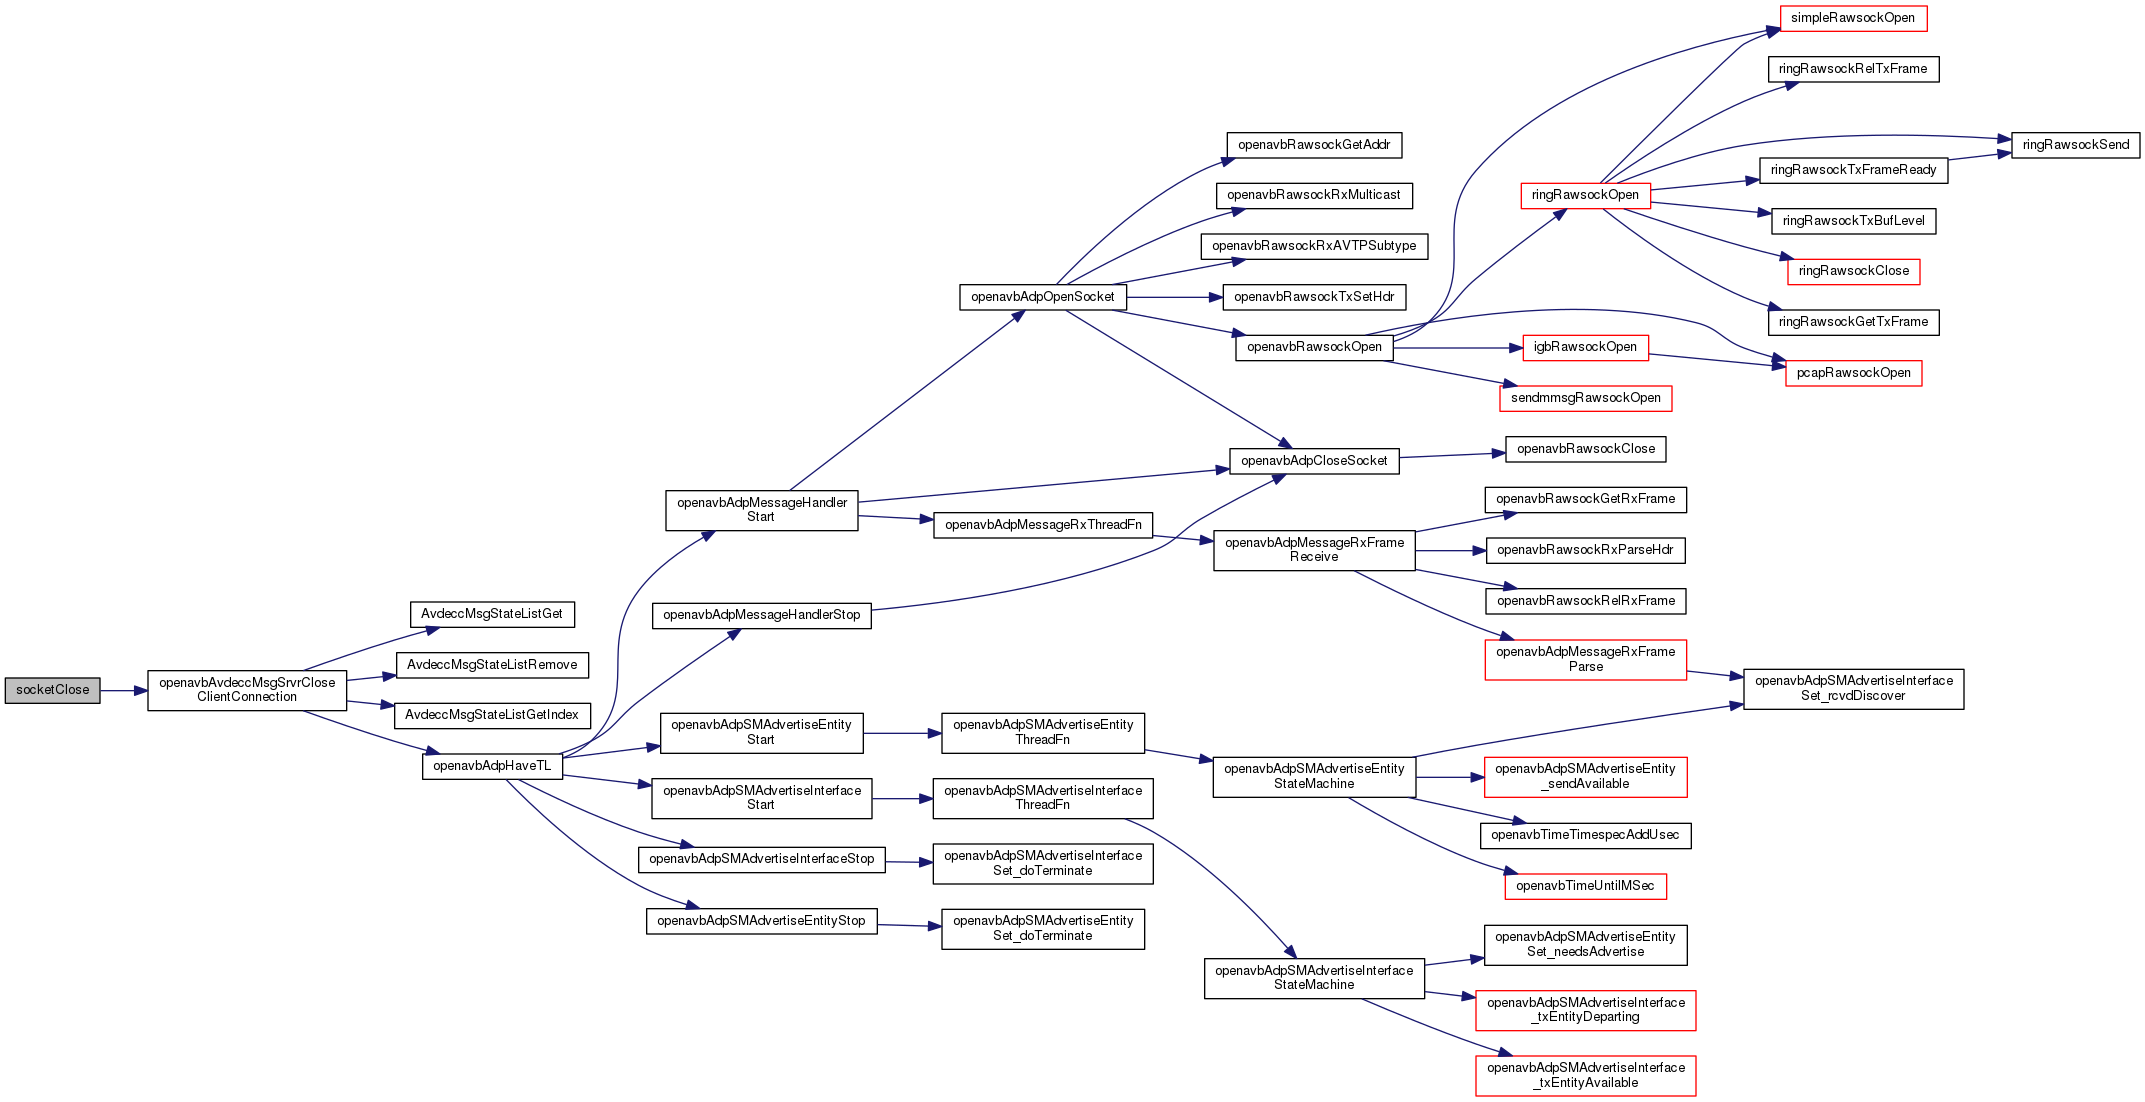 simpleRawsockOpen
ringRawsockRelTxFrame
openavbRawsockGetAddr
ringRawsockSend
ringRawsockTxFrameReady
openavbRawsockRxMulticast
ringRawsockOpen
ringRawsockTxBufLevel
openavbRawsockRxAVTPSubtype
ringRawsockClose
openavbAdpOpenSocket
openavbRawsockTxSetHdr
ringRawsockGetTxFrame
openavbRawsockOpen
igbRawsockOpen
pcapRawsockOpen
sendmmsgRawsockOpen
openavbRawsockClose
openavbAdpCloseSocket
openavbAdpMessageHandler
Start
openavbRawsockGetRxFrame
openavbAdpMessageRxThreadFn
openavbAdpMessageRxFrame
Receive
openavbRawsockRxParseHdr
openavbRawsockRelRxFrame
AvdeccMsgStateListGet
openavbAdpMessageHandlerStop
openavbAdpMessageRxFrame
Parse
AvdeccMsgStateListRemove
socketClose
openavbAvdeccMsgSrvrClose
ClientConnection
openavbAdpSMAdvertiseInterface
Set_rcvdDiscover
AvdeccMsgStateListGetIndex
openavbAdpSMAdvertiseEntity
Start
openavbAdpSMAdvertiseEntity
ThreadFn
openavbAdpHaveTL
openavbAdpSMAdvertiseEntity
StateMachine
openavbAdpSMAdvertiseEntity
_sendAvailable
openavbAdpSMAdvertiseInterface
Start
openavbAdpSMAdvertiseInterface
ThreadFn
openavbTimeTimespecAddUsec
openavbAdpSMAdvertiseInterfaceStop
openavbAdpSMAdvertiseInterface
Set_doTerminate
openavbTimeUntilMSec
openavbAdpSMAdvertiseEntityStop
openavbAdpSMAdvertiseEntity
Set_doTerminate
openavbAdpSMAdvertiseEntity
Set_needsAdvertise
openavbAdpSMAdvertiseInterface
StateMachine
openavbAdpSMAdvertiseInterface
_txEntityDeparting
openavbAdpSMAdvertiseInterface
_txEntityAvailable